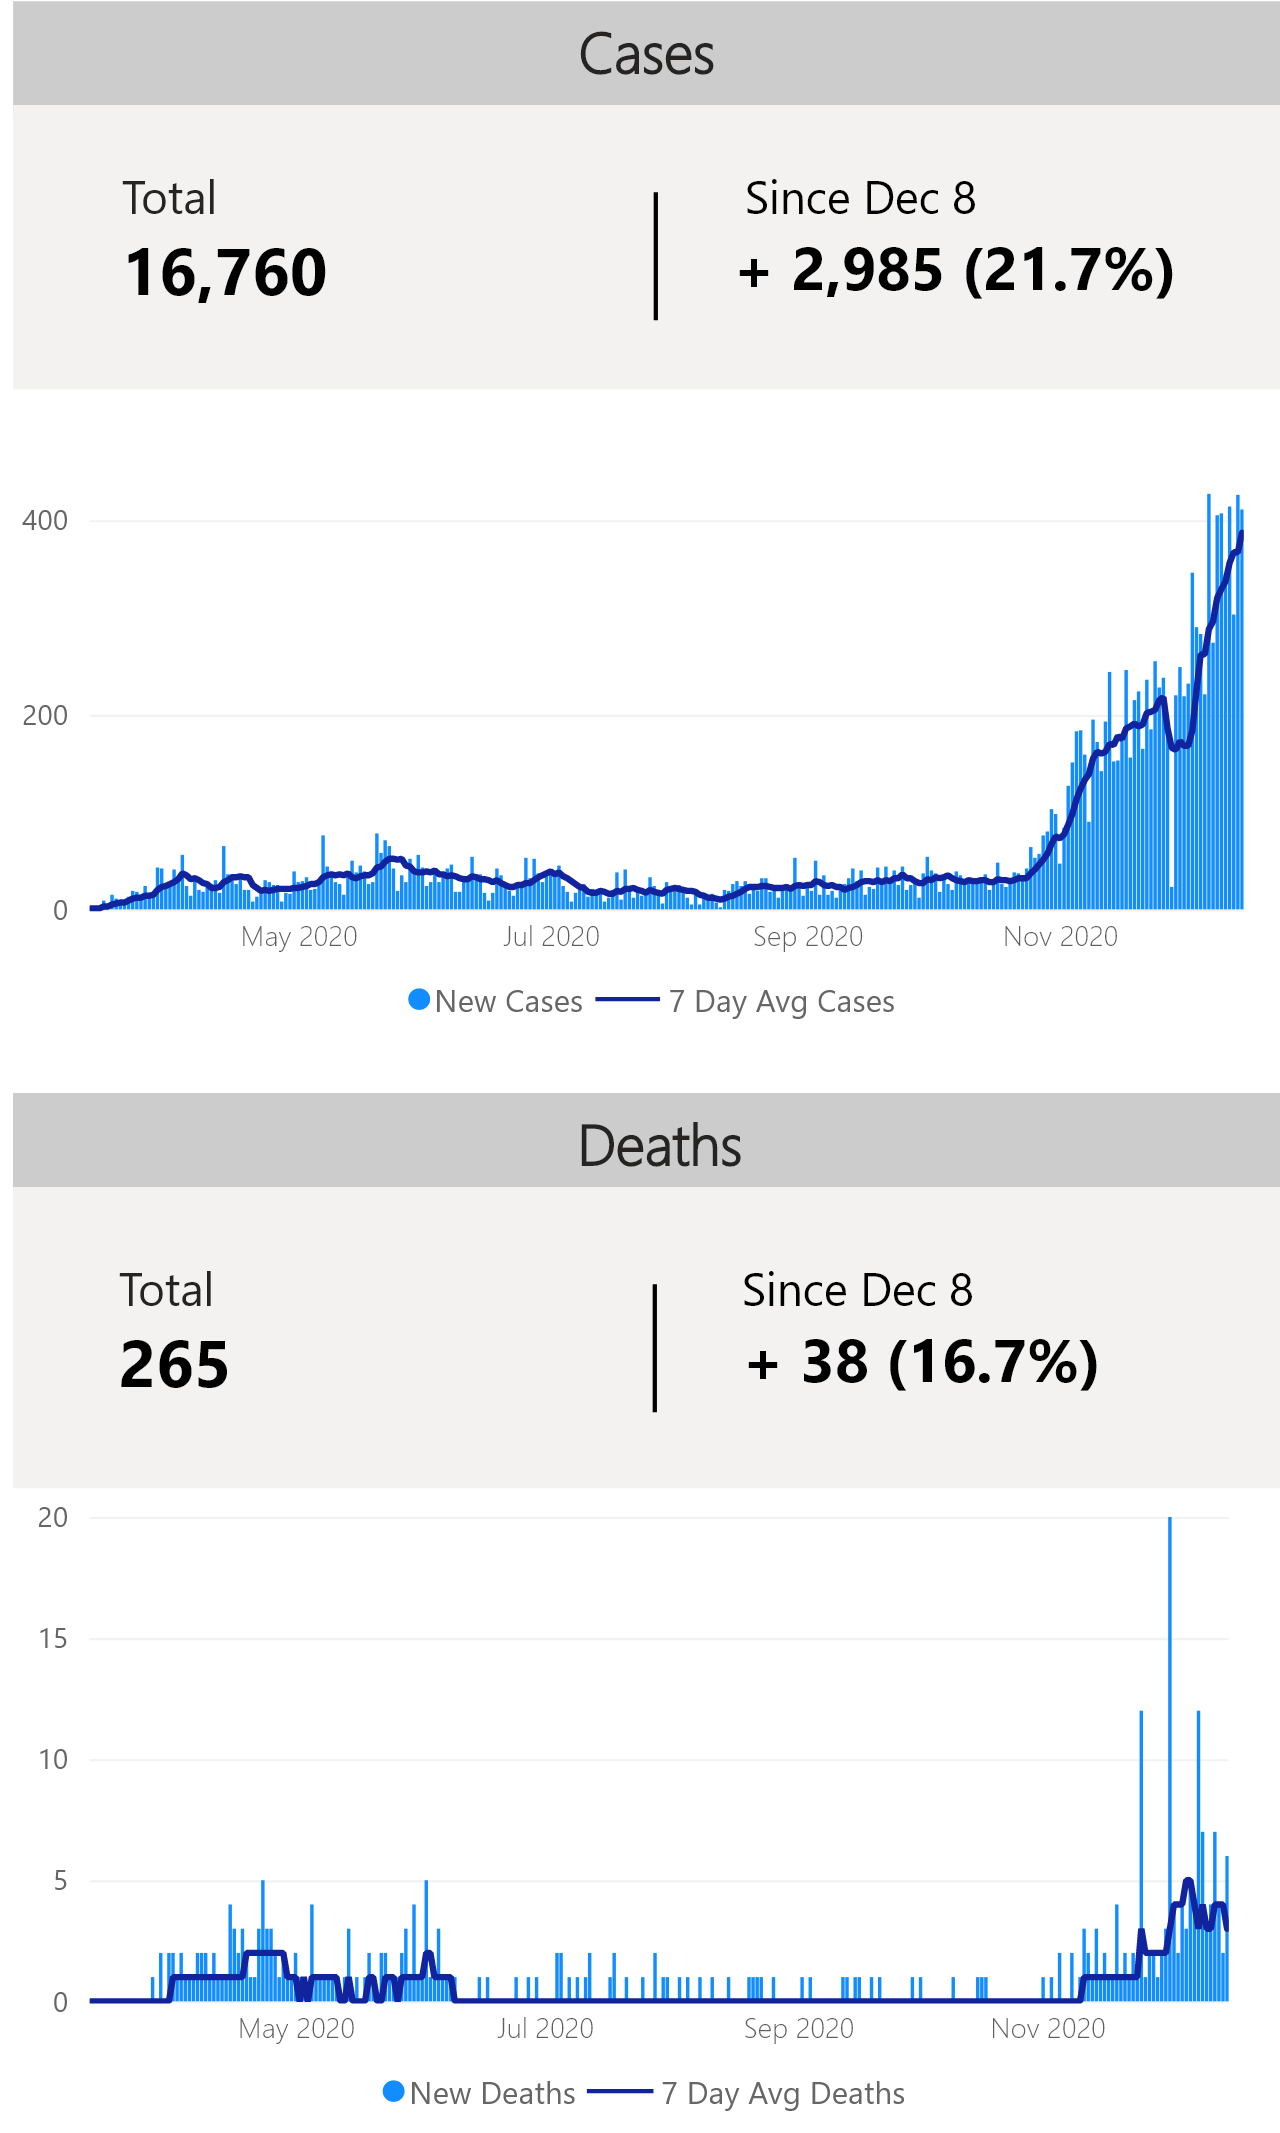 Cases
Total
Since Dec 8
16,760
+ 2,985 (21.7%)
400
200
0
May 2020
Jul 2020
Sep 2020
Nov 2020
New Cases
7 Day Avg Cases
Deaths
Total
Since Dec 8
265
+ 38 (16.7%)
20
15
10
5
0
May 2020
Jul 2020
Sep 2020
Nov 2020
New Deaths
7 Day Avg Deaths